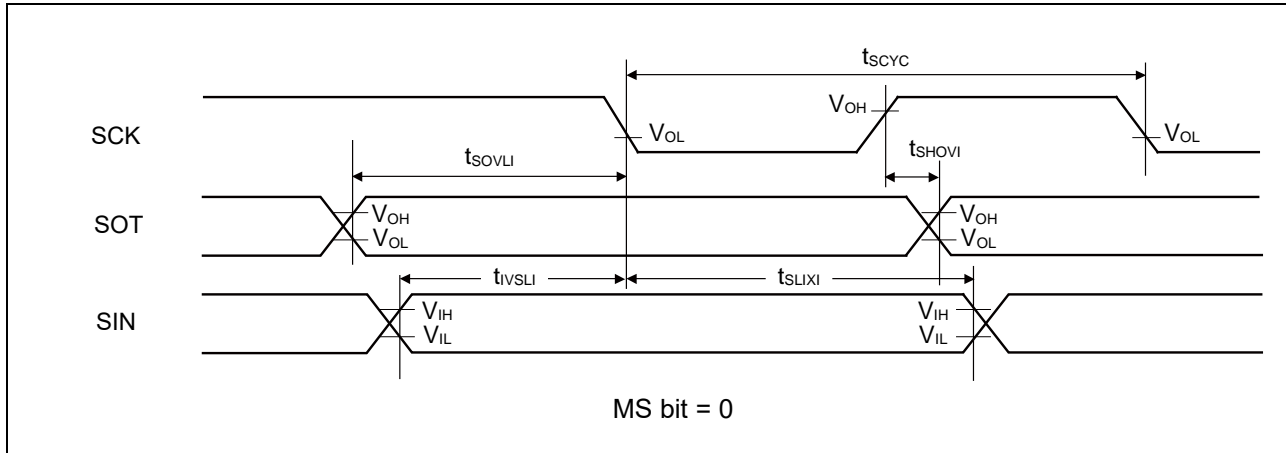 tSCYC
SCK
VOH
VOL
VOL
tSHOVI
tSOVLI
SOT
VOH
VOL
VOH
VOL
tIVSLI
tSLIXI
SIN
VIH
VIL
VIH
VIL
MS bit = 0